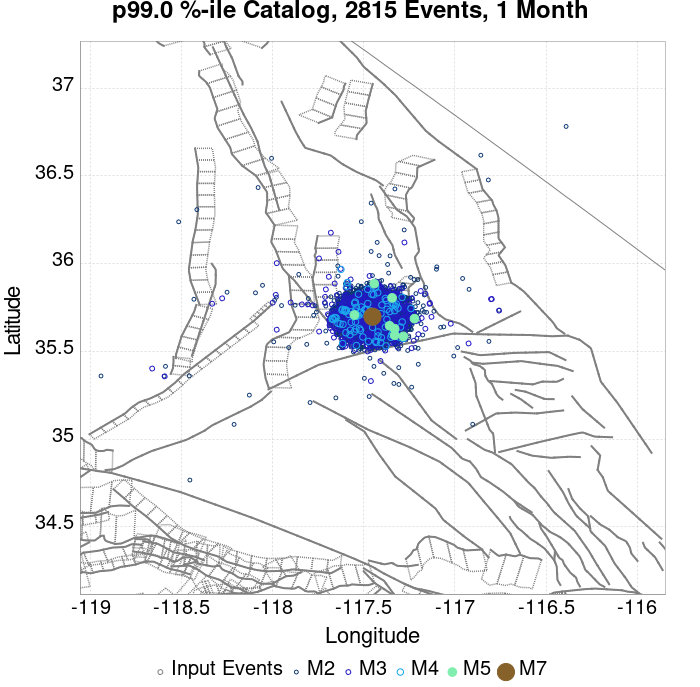 p99.0 %-ile Catalog, 2815 Events, 1 Month
37
36.5
36
35.5
35
34.5
Latitude
-119 -118.5 -118 -117.5 -117 -116.5 -116
Longitude
Input Events M2 M3 M4 M5 M7